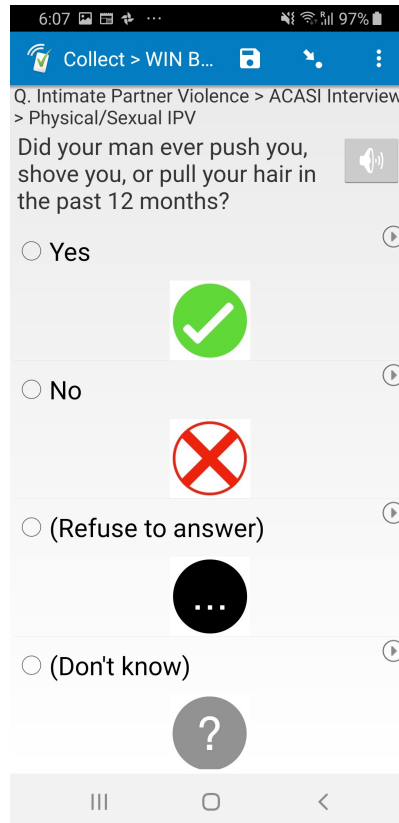 6:07 ··· 97%
Collect > WIN B...
Q. Intimate Partner Violence > ACASI Interview
> Physical/Sexual IPV
Did your man ever push you,
shove you, or pull your hair in
the past 12 months?
Yes
No
(Refuse to answer)
...
(Don't know)
?